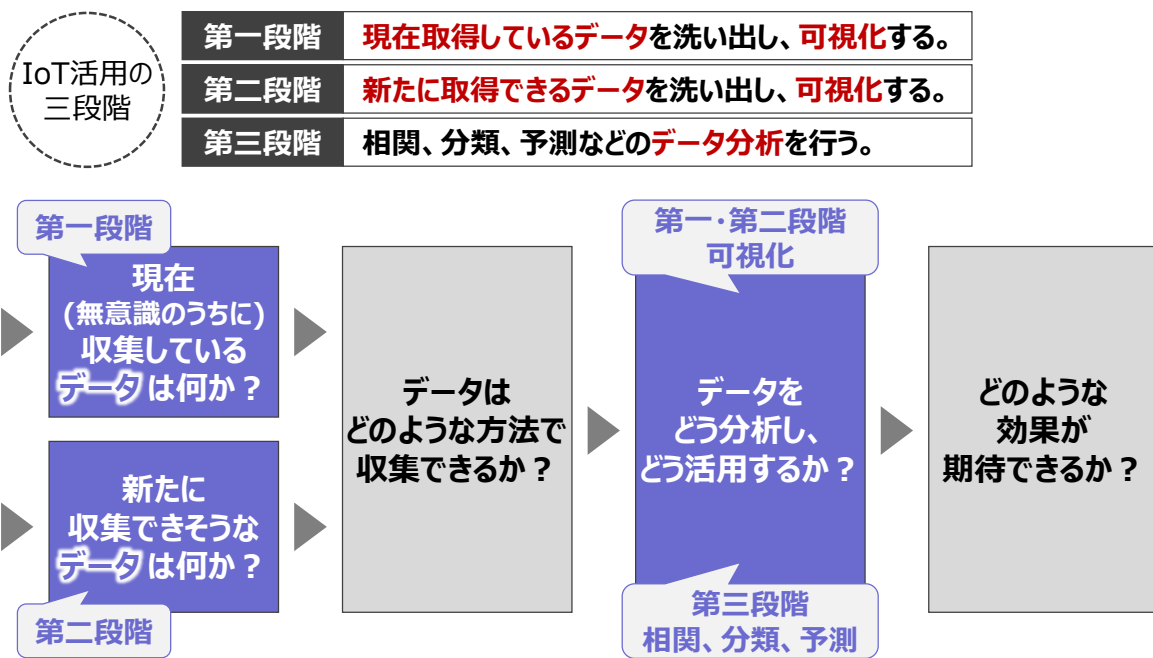 IoT活用の
三段階
第一段階 現在取得しているデータを洗い出し、可視化する。
第二段階 新たに取得できるデータを洗い出し、可視化する。
第三段階 相関、分類、予測などのデータ分析を行う。
第一段階
現在
(無意識のうちに)
収集している
データは何か？
新たに
収集できそうな
データは何か？
第二段階
データは
どのような方法で
収集できるか？
第一・第二段階
可視化
データを
どう分析し、
どう活用するか？
第三段階
相関、分類、予測
どのような
効果が
期待できるか？